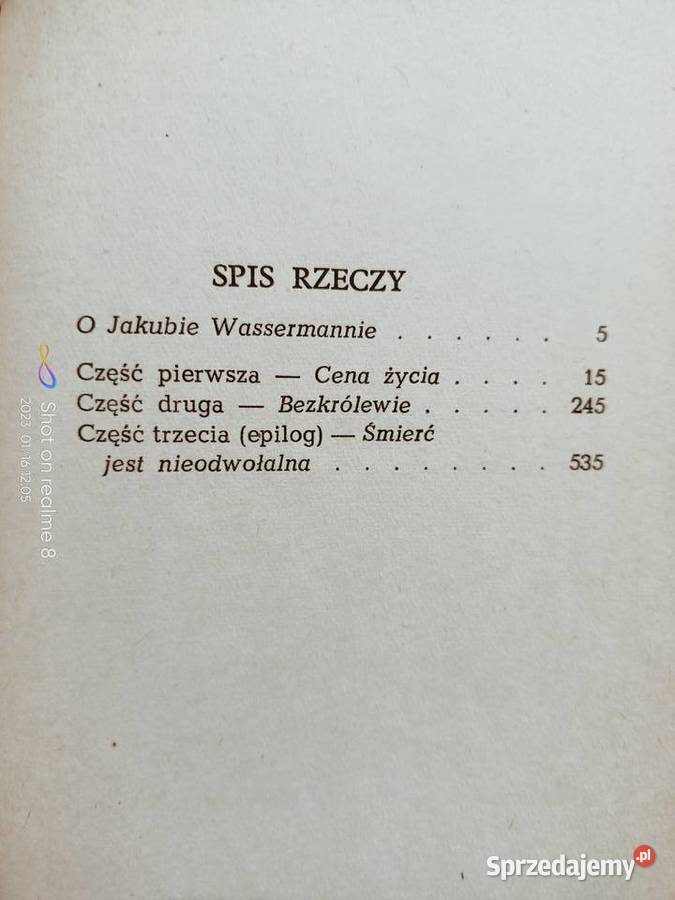 SPIS RZECZY
O Jakubie Wassermannie . . . . . . 5
Część pierwsza — Cena życia . . . . 15
Część druga — Bezkrólewie . . . . . 245
Część trzecia (epilog) — Śmierć
jest nieodwołalna . . . . . . . . 535
Shot on realme 8
2023 01 16 12:05
Sprzedajemy.pl